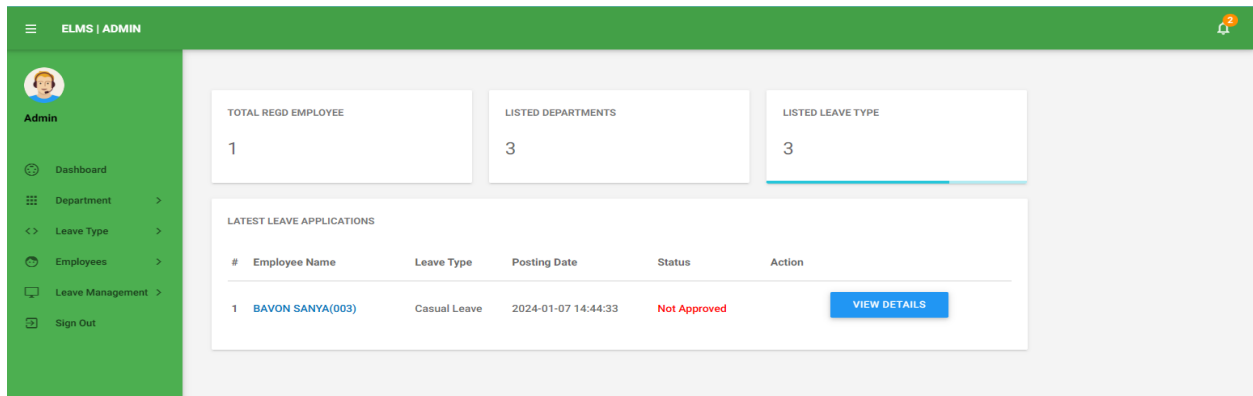 ELMS | ADMIN
2
Admin
Dashboard
Department
Leave Type
Employees
Leave Management
Sign Out
TOTAL REGD EMPLOYEE
1
LISTED DEPARTMENTS
3
LISTED LEAVE TYPE
3
LATEST LEAVE APPLICATIONS
# Employee Name Leave Type Posting Date Status Action
1 BAVON SANYA(003) Casual Leave 2024-01-07 14:44:33 Not Approved VIEW DETAILS